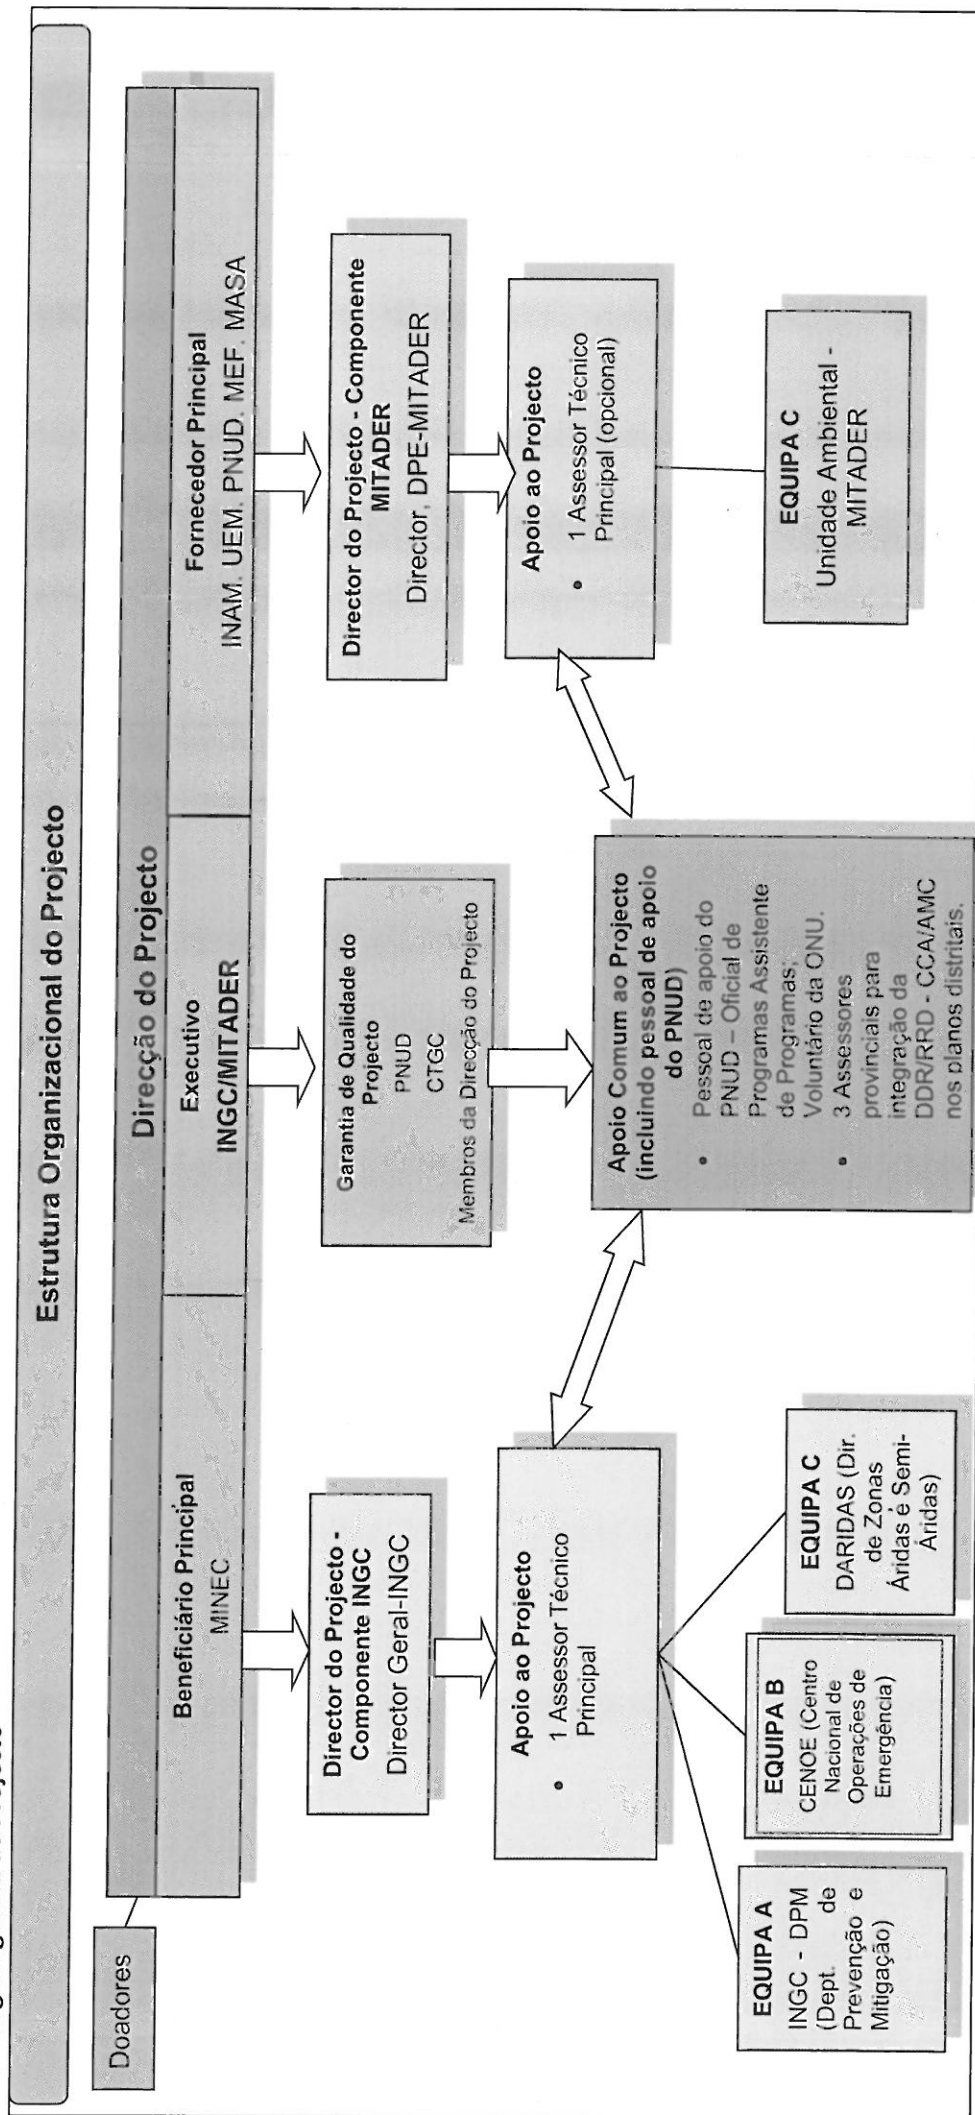 Estrutura Organizacional do Projecto
Doadores
Direcção do Projecto
Beneficiário Principal
MINEC
Executivo
INGC/MITADER
Fornecedor Principal
INAM. UEM. PNUD. MEF. MASA
Director do Projecto -
Componente INGC
Director Geral-INGC
Garantia de Qualidade do
Projecto
PNUD
CTGC
Membros da Direcção do Projecto
Director do Projecto - Componente
MITADER
Director, DPE-MITADER
Apoio ao Projecto
• 1 Assessor Técnico
Principal
Apoio Comum ao Projecto
(incluíndo pessoal de apoio
do PNUD)
• Pessoal de apoio do
PNUD – Oficial de
Programas Assistente
de Programas;
Voluntário da ONU.
• 3 Assessores
provinciais para
integração da
DDR/RRD - CCA/AMC
nos planos distritais.
Apoio ao Projecto
• 1 Assessor Técnico
Principal (opcional)
EQUIPA A
INGC - DPM
(Dept. de
Prevenção e
Mitigação)
EQUIPA B
CENOE (Centro
Nacional de
Operações de
Emergência)
EQUIPA C
DARIDAS (Dir.
de Zonas
Áridas é Semi-
Áridas)
EQUIPA C
Unidade Ambiental -
MITADER